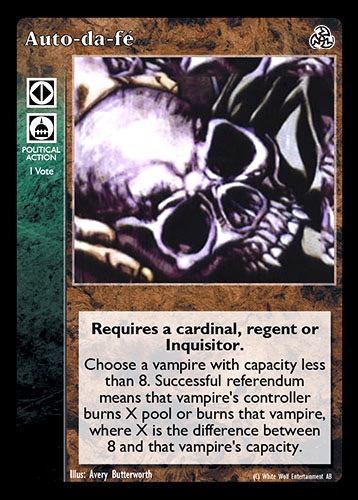 Auto-da-fé
POLITICAL
ACTION
1 Vote
Requires a cardinal, regent or
Inquisitor.
Choose a vampire with capacity less
than 8. Successful referendum
means that vampire's controller
burns X pool or burns that vampire,
where X is the difference between
8 and that vampire's capacity.
Illus: Avery Butterworth
(C) White Wolf Entertainment AB